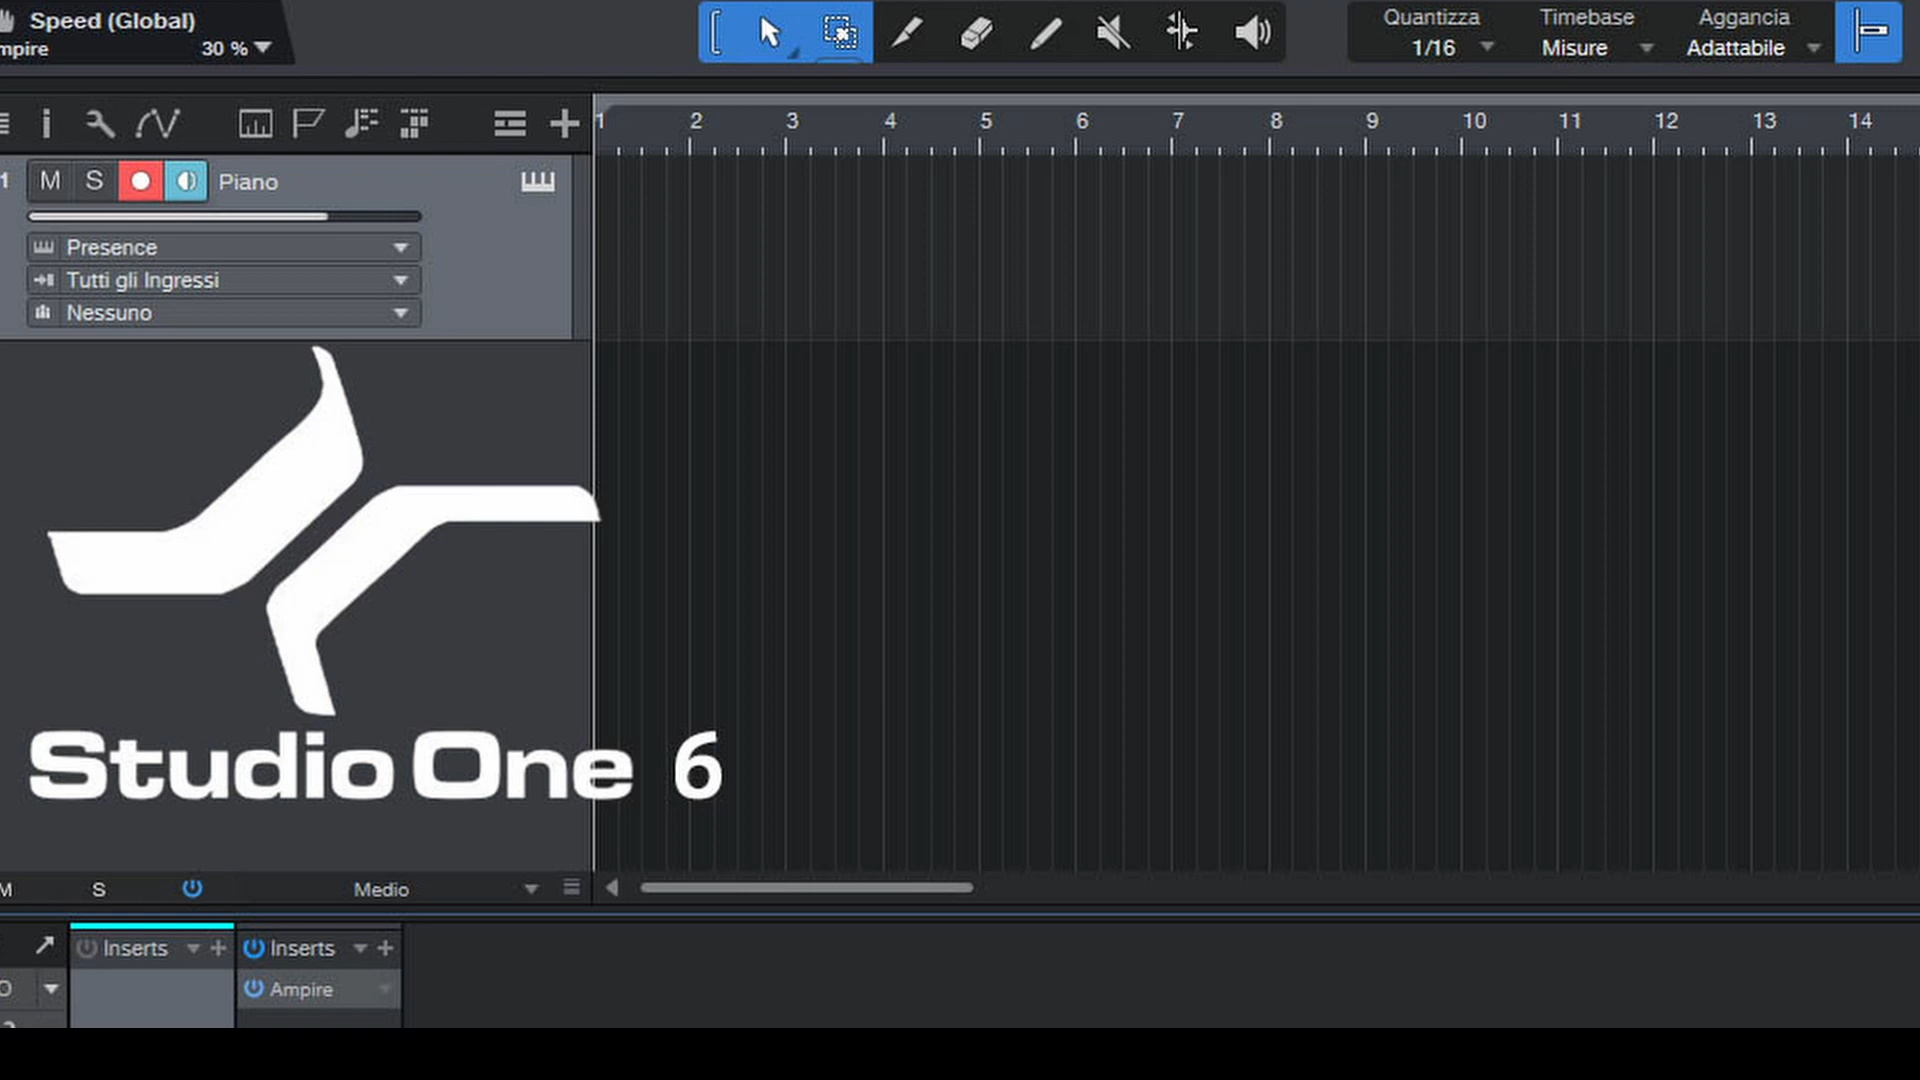 Speed (Global)
mpire 30 %
Quantizza Timebase Aggancia
1/16 Misure Adattabile
1 2 3 4 5 6 7 8 9 10 11 12 13 14
1 M S Piano
Presence
Tutti gli Ingressi
Nessuno
Studio One 6
M S Medio
Inserts Inserts
O Ampire